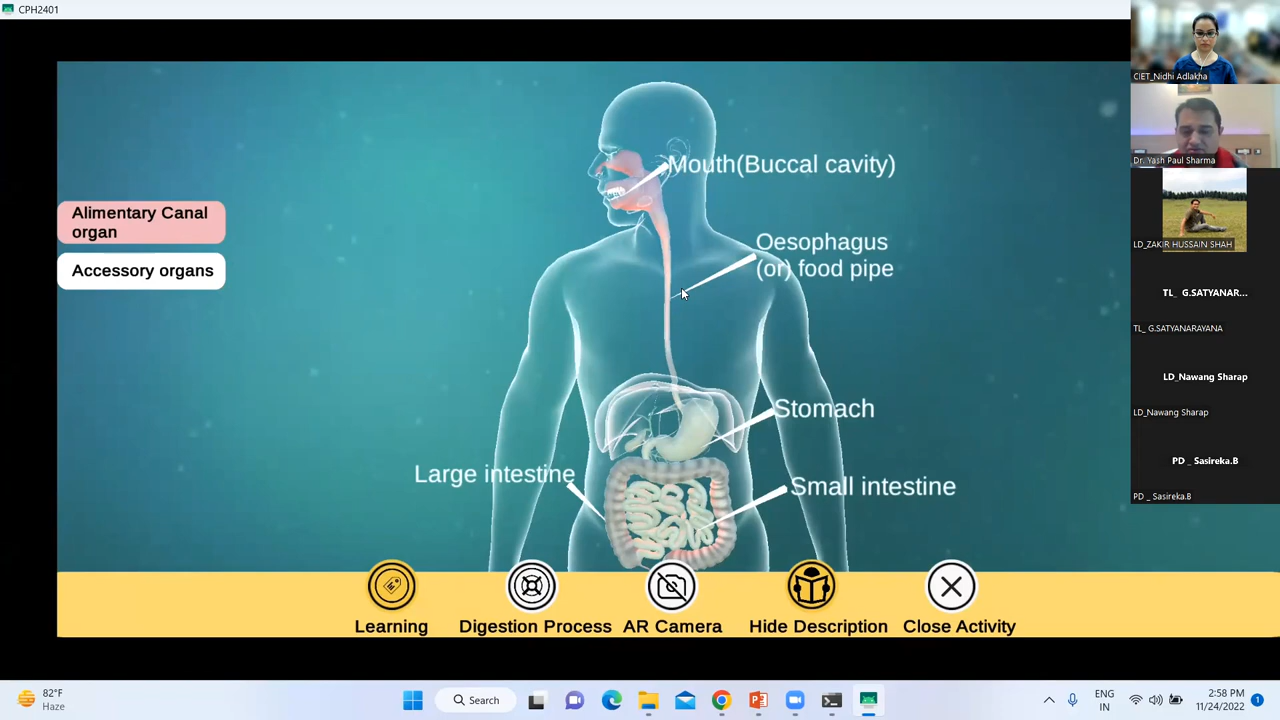 CPH2401
CIET_Nidhi Adlakha
Mouth(Buccal cavity)
Dr. Yash Paul Sharma
Alimentary Canal
organ
Accessory organs
Oesophagus
(or) food pipe
LD_ZAKIR HUSSAIN SHAH
TL_ G.SATYANAR...
TL_ G.SATYANARAYANA
LD_Nawang Sharap
LD_Nawang Sharap
Stomach
Large intestine
Small intestine
PD _ Sasireka.B
PD _ Sasireka.B
Learning
Digestion Process
AR Camera
Hide Description
Close Activity
82°F
Haze
Search
ENG
IN
2:58 PM
11/24/2022
1